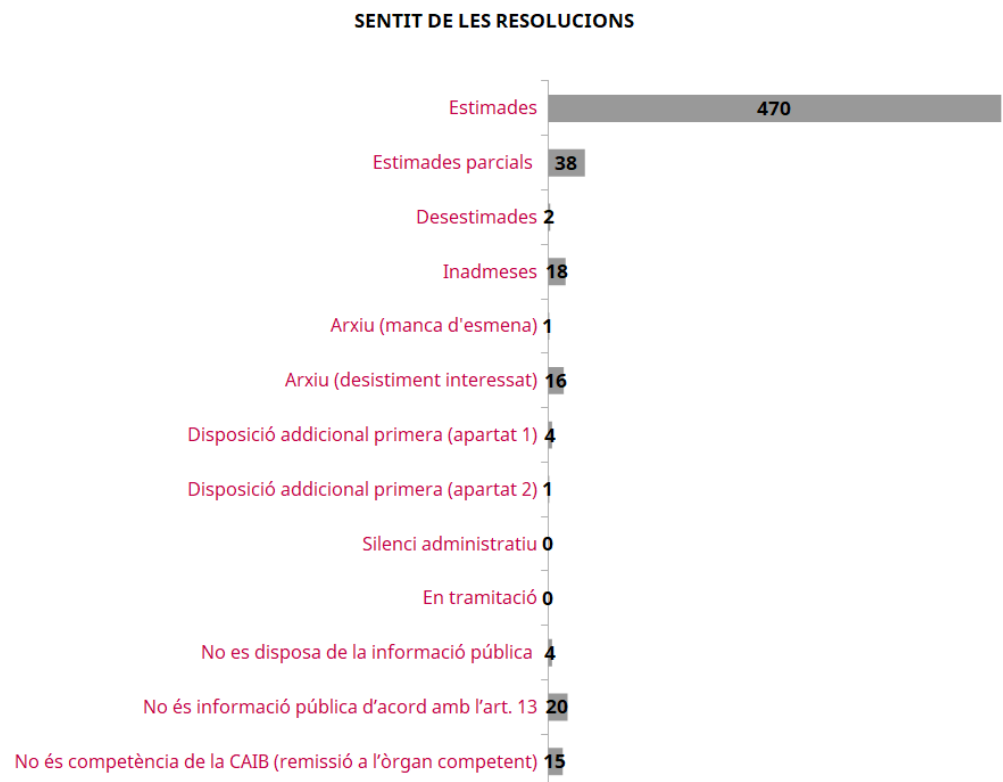 SENTIT DE LES RESOLUCIONS
Estimades 470
Estimades parcials 38
Desestimades 2
Inadmeses 18
Arxiu (manca d'esmena) 1
Arxiu (desistiment interessat) 16
Disposició addicional primera (apartat 1) 4
Disposició addicional primera (apartat 2) 1
Silenci administratiu 0
En tramitació 0
No es disposa de la informació pública 4
No és informació pública d’acord amb l’art. 13 20
No és competència de la CAIB (remissió a l’òrgan competent) 15